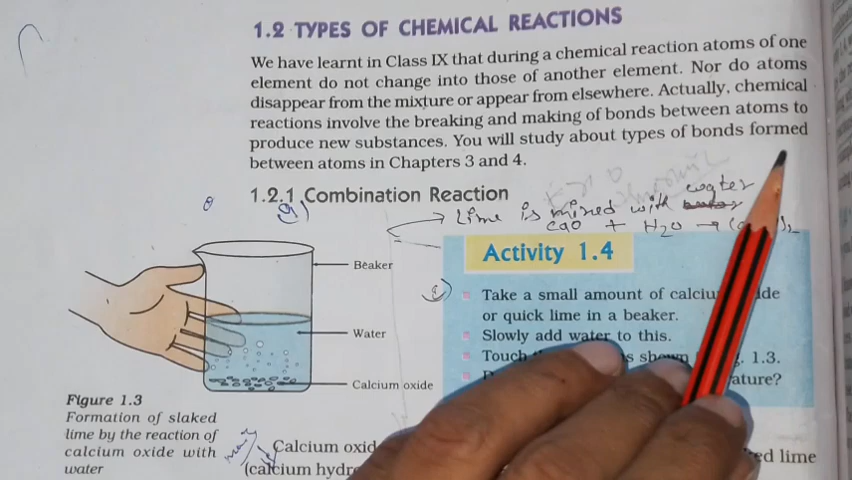 1.2 TYPES OF CHEMICAL REACTIONS
We have learnt in Class IX that during a chemical reaction atoms of one
element do not change into those of another element. Nor do atoms
disappear from the mixture or appear from elsewhere. Actually, chemical
reactions involve the breaking and making of bonds between atoms to
produce new substances. You will study about types of bonds formed
between atoms in Chapters 3 and 4.
1.2.1 Combination Reaction
lime is mixed with water
CaO + H2O →
Beaker
Water
Calcium oxide
Figure 1.3
Formation of slaked
lime by the reaction of
calcium oxide with
water
Activity 1.4
Take a small amount of
or quick lime in a beaker.
Slowly add water to this.
Touch 1.3.
Calcium
(calcium lime